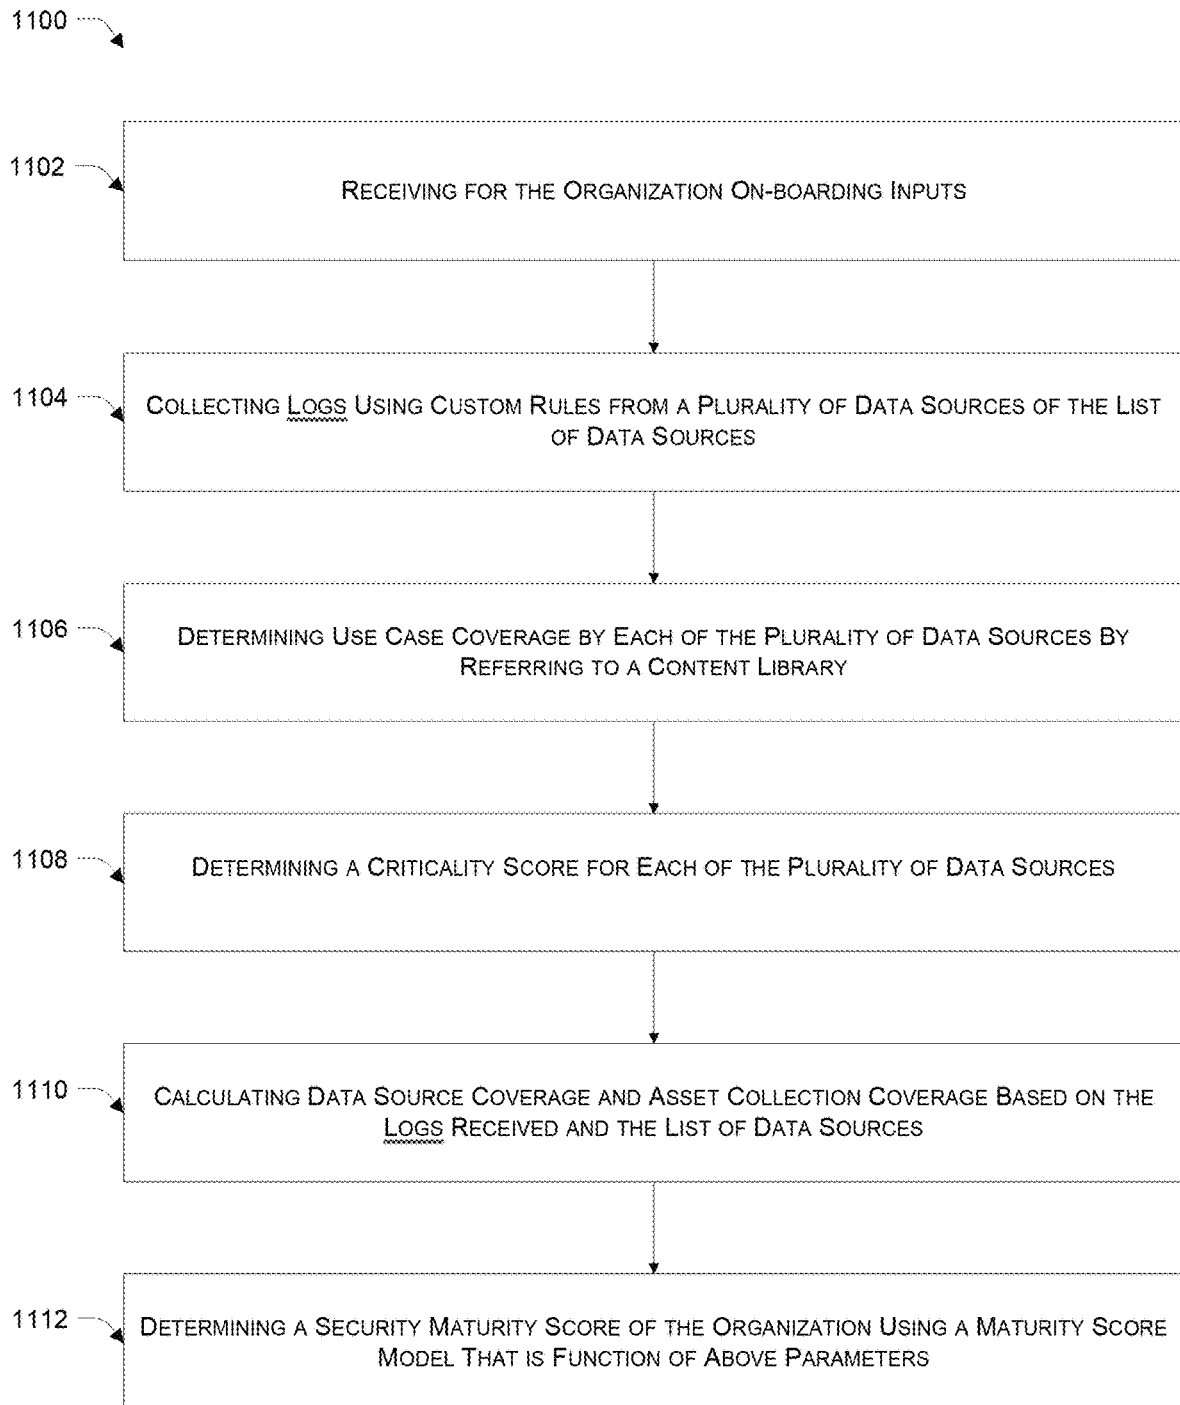 1100
1102
RECEIVING FOR THE ORGANIZATION ON-BOARDING INPUTS
1104
COLLECTING LOGS USING CUSTOM RULES FROM A PLURALITY OF DATA SOURCES OF THE LIST
OF DATA SOURCES
1106
DETERMINING USE CASE COVERAGE BY EACH OF THE PLURALITY OF DATA SOURCES BY
REFERRING TO A CONTENT LIBRARY
1108
DETERMINING A CRITICALITY SCORE FOR EACH OF THE PLURALITY OF DATA SOURCES
1110
CALCULATING DATA SOURCE COVERAGE AND ASSET COLLECTION COVERAGE BASED ON THE
LOGS RECEIVED AND THE LIST OF DATA SOURCES
1112
DETERMINING A SECURITY MATURITY SCORE OF THE ORGANIZATION USING A MATURITY SCORE
MODEL THAT IS FUNCTION OF ABOVE PARAMETERS